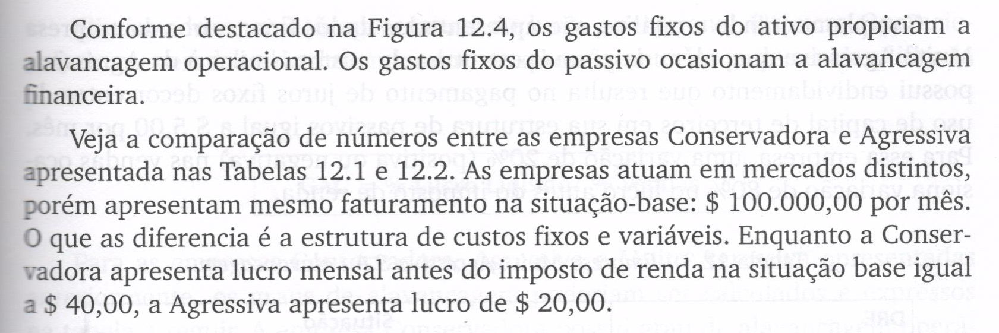 Conforme destacado na Figura 12.4, os gastos fixos do ativo propiciam a
alavancagem operacional. Os gastos fixos do passivo ocasionam a alavancagem
financeira.
Veja a comparação de números entre as empresas Conservadora e Agressiva
apresentada nas Tabelas 12.1 e 12.2. As empresas atuam em mercados distintos,
porém apresentam mesmo faturamento na situação-base: $ 100.000,00 por mês.
O que as diferencia é a estrutura de custos fixos e variáveis. Enquanto a Conser-
vadora apresenta lucro mensal antes do imposto de renda na situação base igual
a $ 40,00, a Agressiva apresenta lucro de $ 20,00.